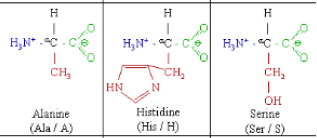 H
H₃N⁺ αC C O
O ⊖
CH₃
Alanine
(Ala / A)
H
H₃N⁺ αC C O
O ⊖
CH₂
HN N
Histidine
(His / H)
H
H₃N⁺ αC C O
O ⊖
CH₂
OH
Serine
(Ser / S)